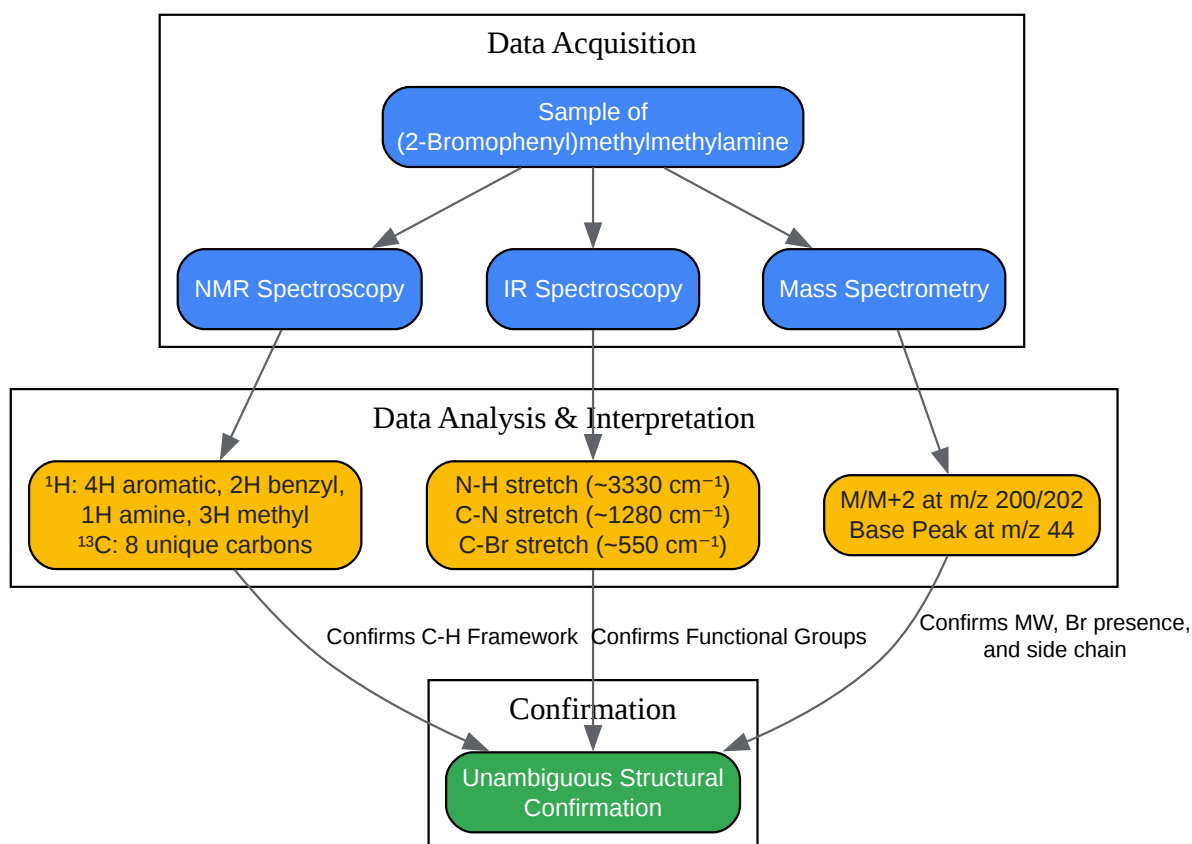 Data Acquisition
Sample of
(2-Bromophenyl)methylmethylamine
NMR Spectroscopy
IR Spectroscopy
Mass Spectrometry
Data Analysis & Interpretation
¹H: 4H aromatic, 2H benzyl,
1H amine, 3H methyl
¹³C: 8 unique carbons
N-H stretch (~3330 cm⁻¹)
C-N stretch (~1280 cm⁻¹)
C-Br stretch (~550 cm⁻¹)
M/M+2 at m/z 200/202
Base Peak at m/z 44
Confirms C-H Framework
Confirms Functional Groups
Confirms MW, Br presence,
and side chain
Confirmation
Unambiguous Structural
Confirmation